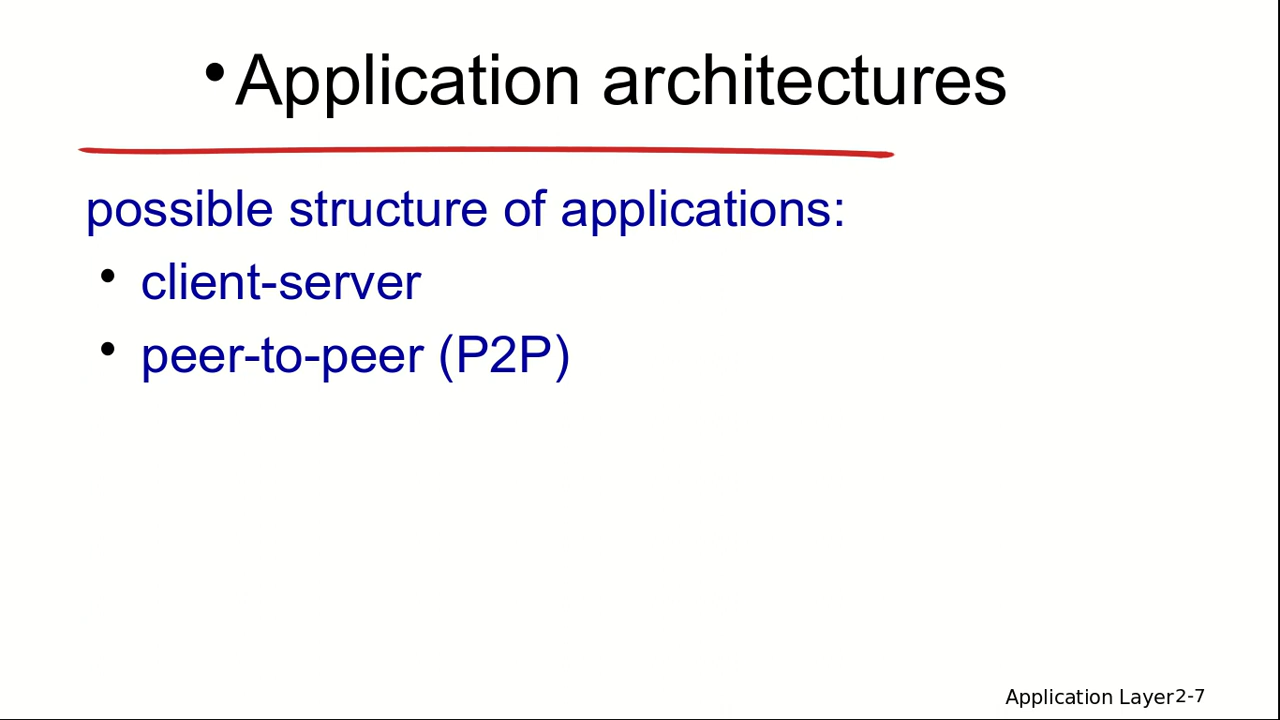 •Application architectures
possible structure of applications:
• client-server
• peer-to-peer (P2P)
Application Layer2-7